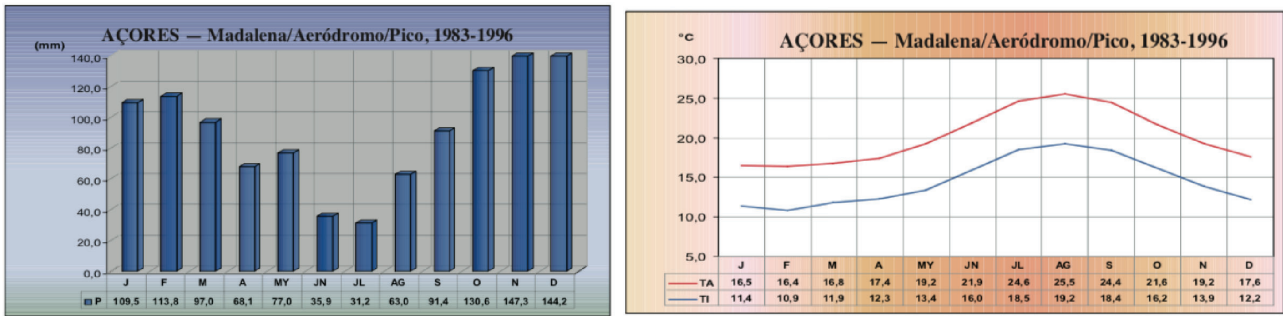 AÇORES — Madalena/Aeródromo/Pico, 1983-1996
(mm)
140,0
120,0
100,0
80,0
60,0
40,0
20,0
0,0
J F M A MY JN JL AG S O N D
P 109,5 113,8 97,0 68,1 77,0 35,9 31,2 63,0 91,4 130,6 147,3 144,2
°C
AÇORES — Madalena/Aeródromo/Pico, 1983-1996
30,0
25,0
20,0
15,0
10,0
5,0
J F M A MY JN JL AG S O N D
TA 16,5 16,4 16,8 17,4 19,2 21,9 24,6 25,5 24,4 21,6 19,2 17,6
TI 11,4 10,9 11,9 12,3 13,4 16,0 18,5 19,2 18,4 16,2 13,9 12,2